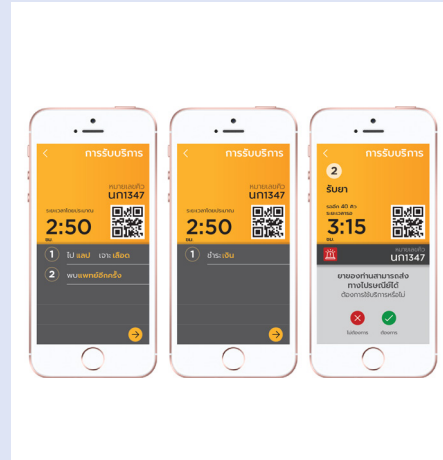 การรับบริการ
หมายเลขคิว
นก1347
ระยะเวลาโดยประมาณ
2:50
ชม.
1 ไป แลป เจาะ เลือด
2 พบแพทย์อีกครั้ง
การรับบริการ
หมายเลขคิว
นก1347
ระยะเวลาโดยประมาณ
2:50
ชม.
1 ชำระเงิน
การรับบริการ
2
รับยา
รออีก 40 คิว
ระยะเวลารอ
3:15
ชม.
หมายเลขคิว
นก1347
ยาของท่านสามารถส่ง
ทางไปรษณีย์ได้
ต้องการใช้บริการหรือไม่
ไม่ต้องการ ต้องการ